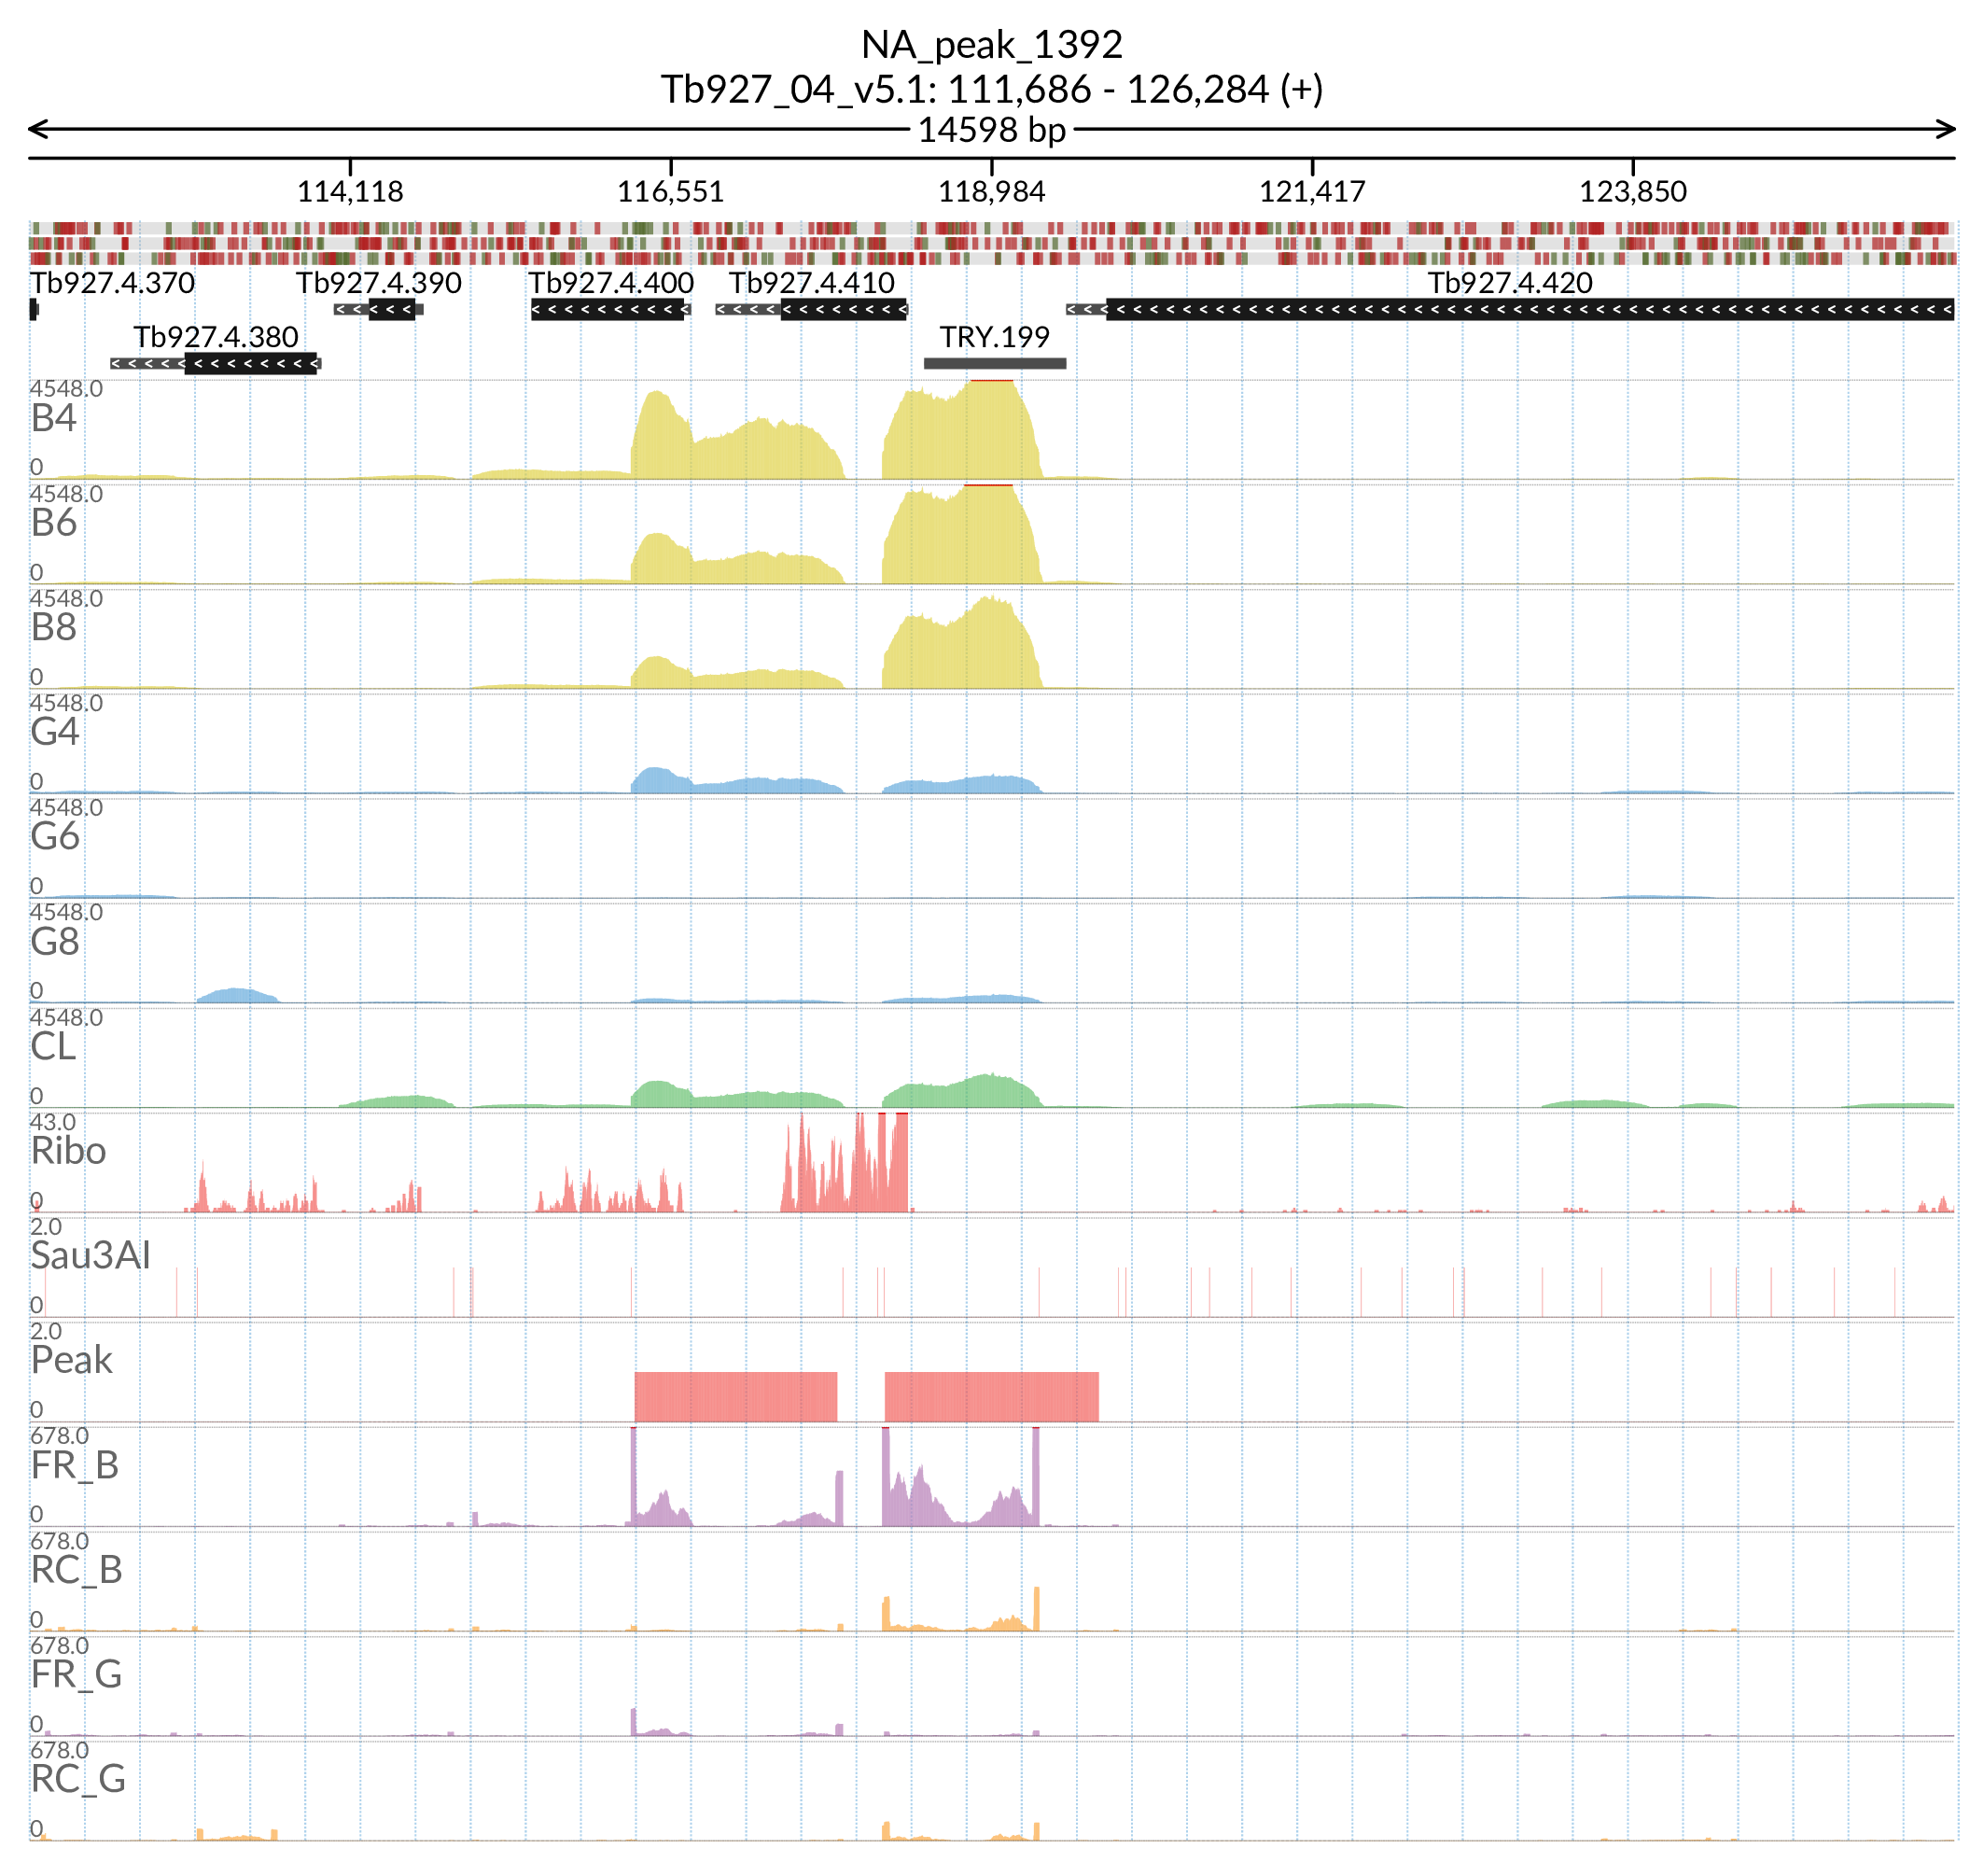 NA_peak_1392
Tb927_04_v5.1: 111,686 - 126,284 (+)
14598 bp
114,118 116,551 118,984 121,417 123,850
Tb927.4.370 Tb927.4.390 Tb927.4.400 Tb927.4.410 Tb927.4.420
Tb927.4.380 TRY.199
4548.0
B4
0
4548.0
B6
0
4548.0
B8
0
4548.0
G4
0
4548.0
G6
0
4548.0
G8
0
4548.0
CL
0
43.0
Ribo
0
2.0
Sau3AI
0
2.0
Peak
0
678.0
FR_B
0
678.0
RC_B
0
678.0
FR_G
0
678.0
RC_G
0